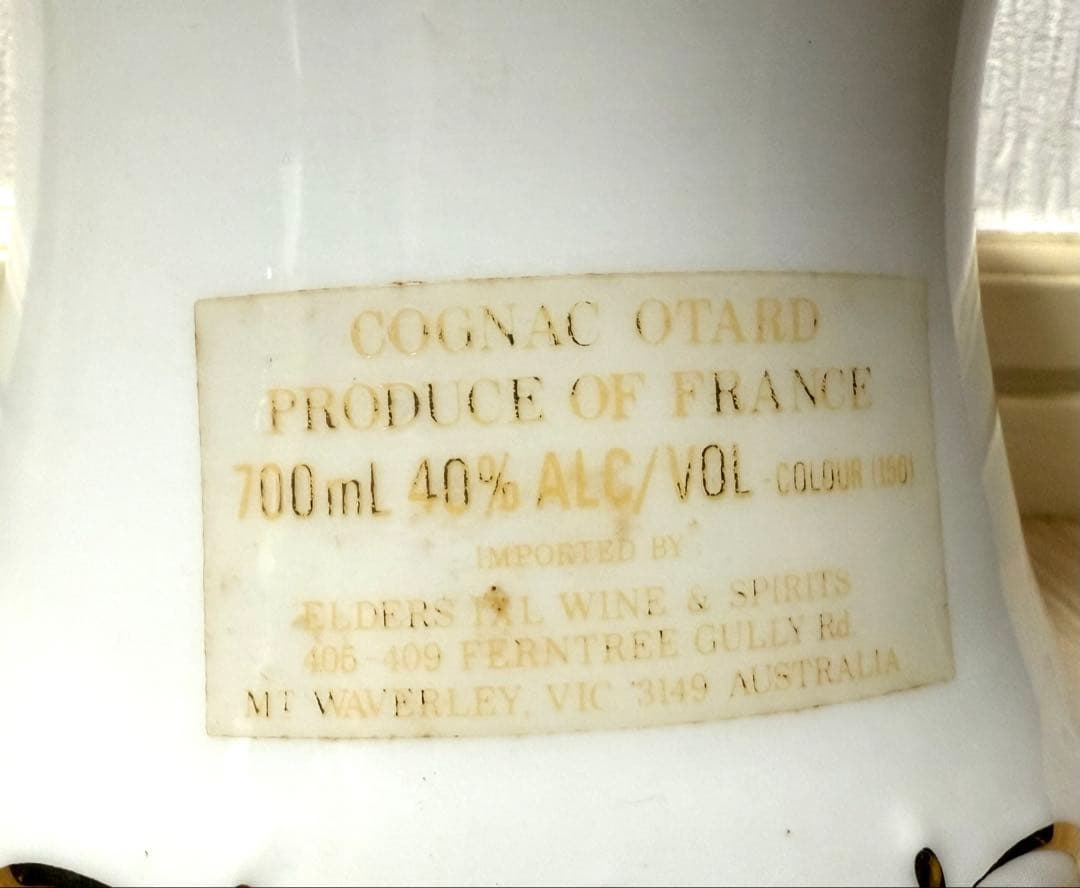 COGNAC OTARD
PRODUCE OF FRANCE
700mL 40% ALC/VOL COLOUR (150)
IMPORTED BY
ELDERS IXL WINE & SPIRITS
405-409 FERNTREE GULLY Rd.
MT WAVERLEY, VIC 3149 AUSTRALIA